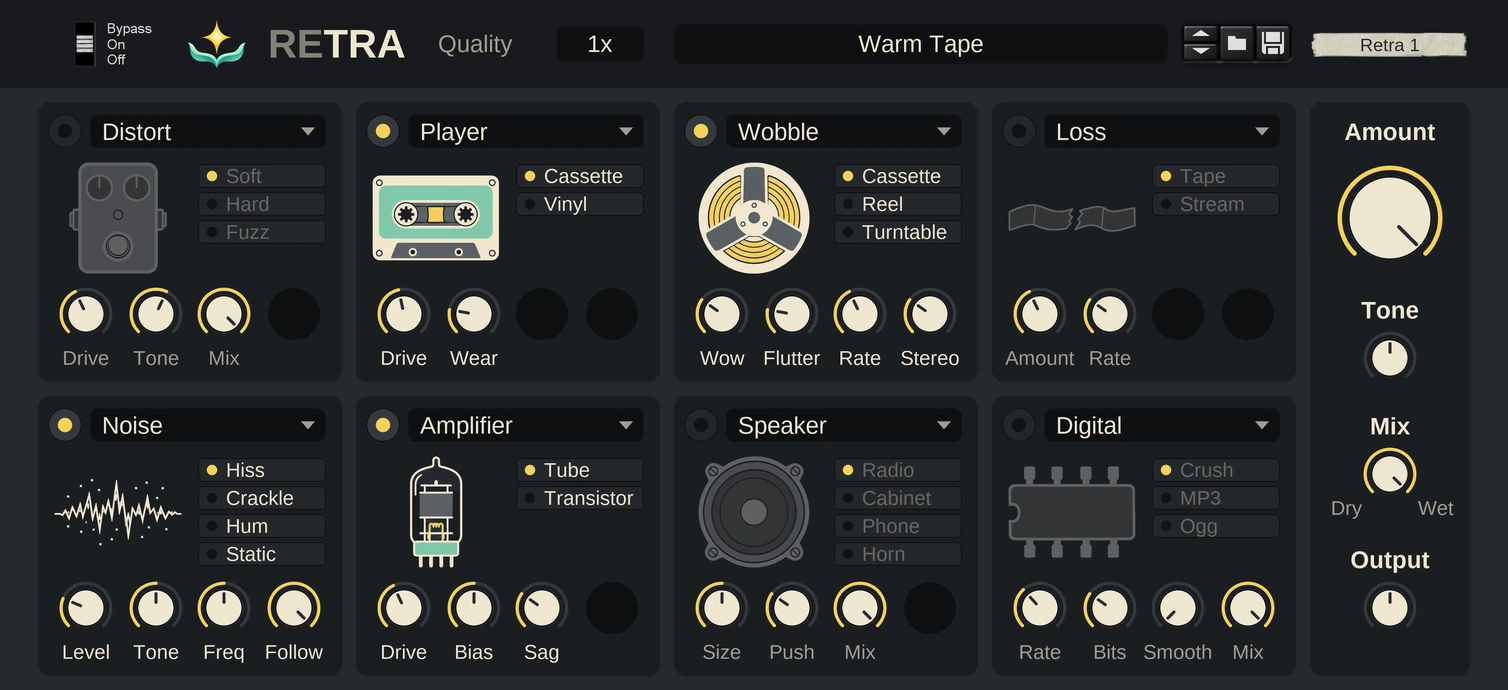 Bypass
On
Off
RETRA
Quality
1x
Warm Tape
Retra 1
Distort
Soft
Hard
Fuzz
Drive Tone Mix
Player
Cassette
Vinyl
Drive Wear
Wobble
Cassette
Reel
Turntable
Wow Flutter Rate Stereo
Loss
Tape
Stream
Amount Rate
Noise
Hiss
Crackle
Hum
Static
Level Tone Freq Follow
Amplifier
Tube
Transistor
Drive Bias Sag
Speaker
Radio
Cabinet
Phone
Horn
Size Push Mix
Digital
Crush
MP3
Ogg
Rate Bits Smooth Mix
Amount
Tone
Mix
Dry Wet
Output